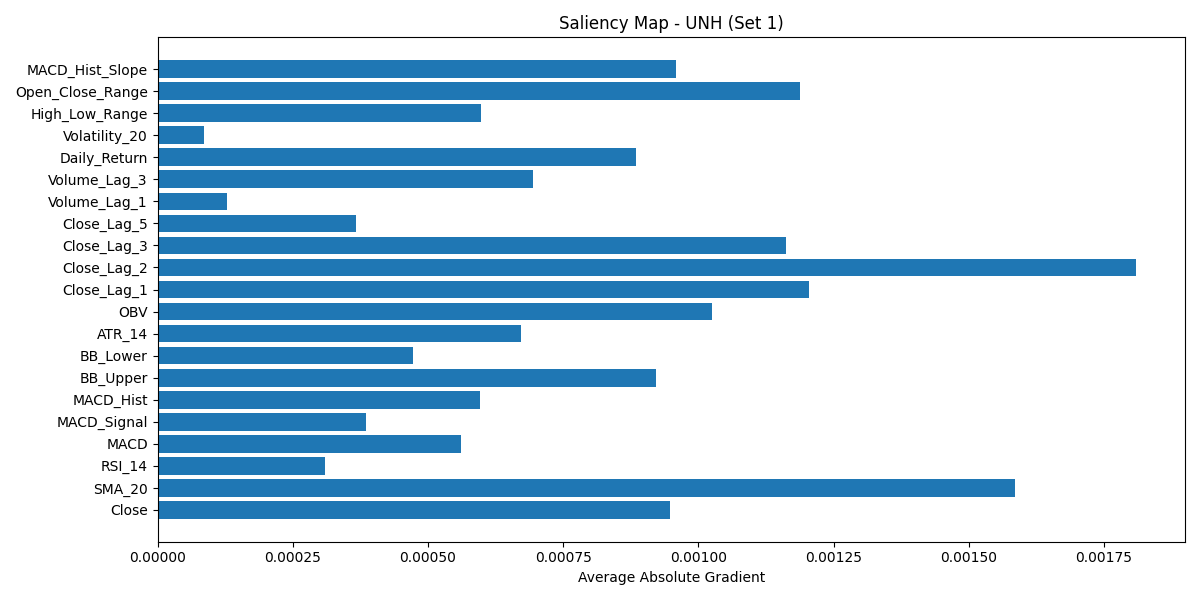 Saliency Map - UNH (Set 1)
MACD_Hist_Slope
Open_Close_Range
High_Low_Range
Volatility_20
Daily_Return
Volume_Lag_3
Volume_Lag_1
Close_Lag_5
Close_Lag_3
Close_Lag_2
Close_Lag_1
OBV
ATR_14
BB_Lower
BB_Upper
MACD_Hist
MACD_Signal
MACD
RSI_14
SMA_20
Close
0.00000 0.00025 0.00050 0.00075 0.00100 0.00125 0.00150 0.00175
Average Absolute Gradient